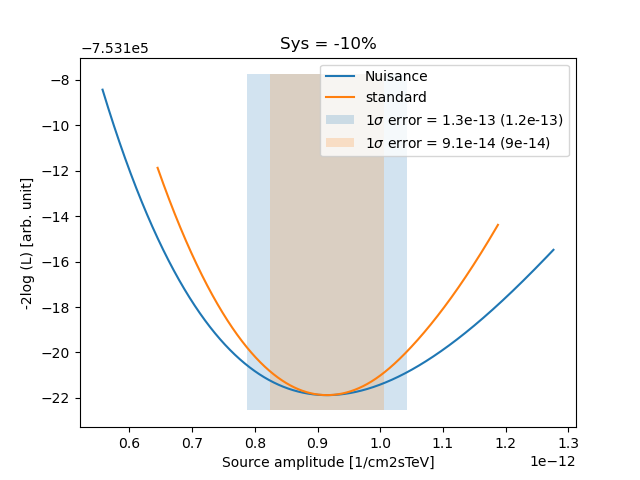 Sys = -10%
−7.531e5
Nuisance
standard
1σ error = 1.3e-13 (1.2e-13)
1σ error = 9.1e-14 (9e-14)
-2log (L) [arb. unit]
−8
−10
−12
−14
−16
−18
−20
−22
0.6 0.7 0.8 0.9 1.0 1.1 1.2 1.3
Source amplitude [1/cm2sTeV]
1e−12